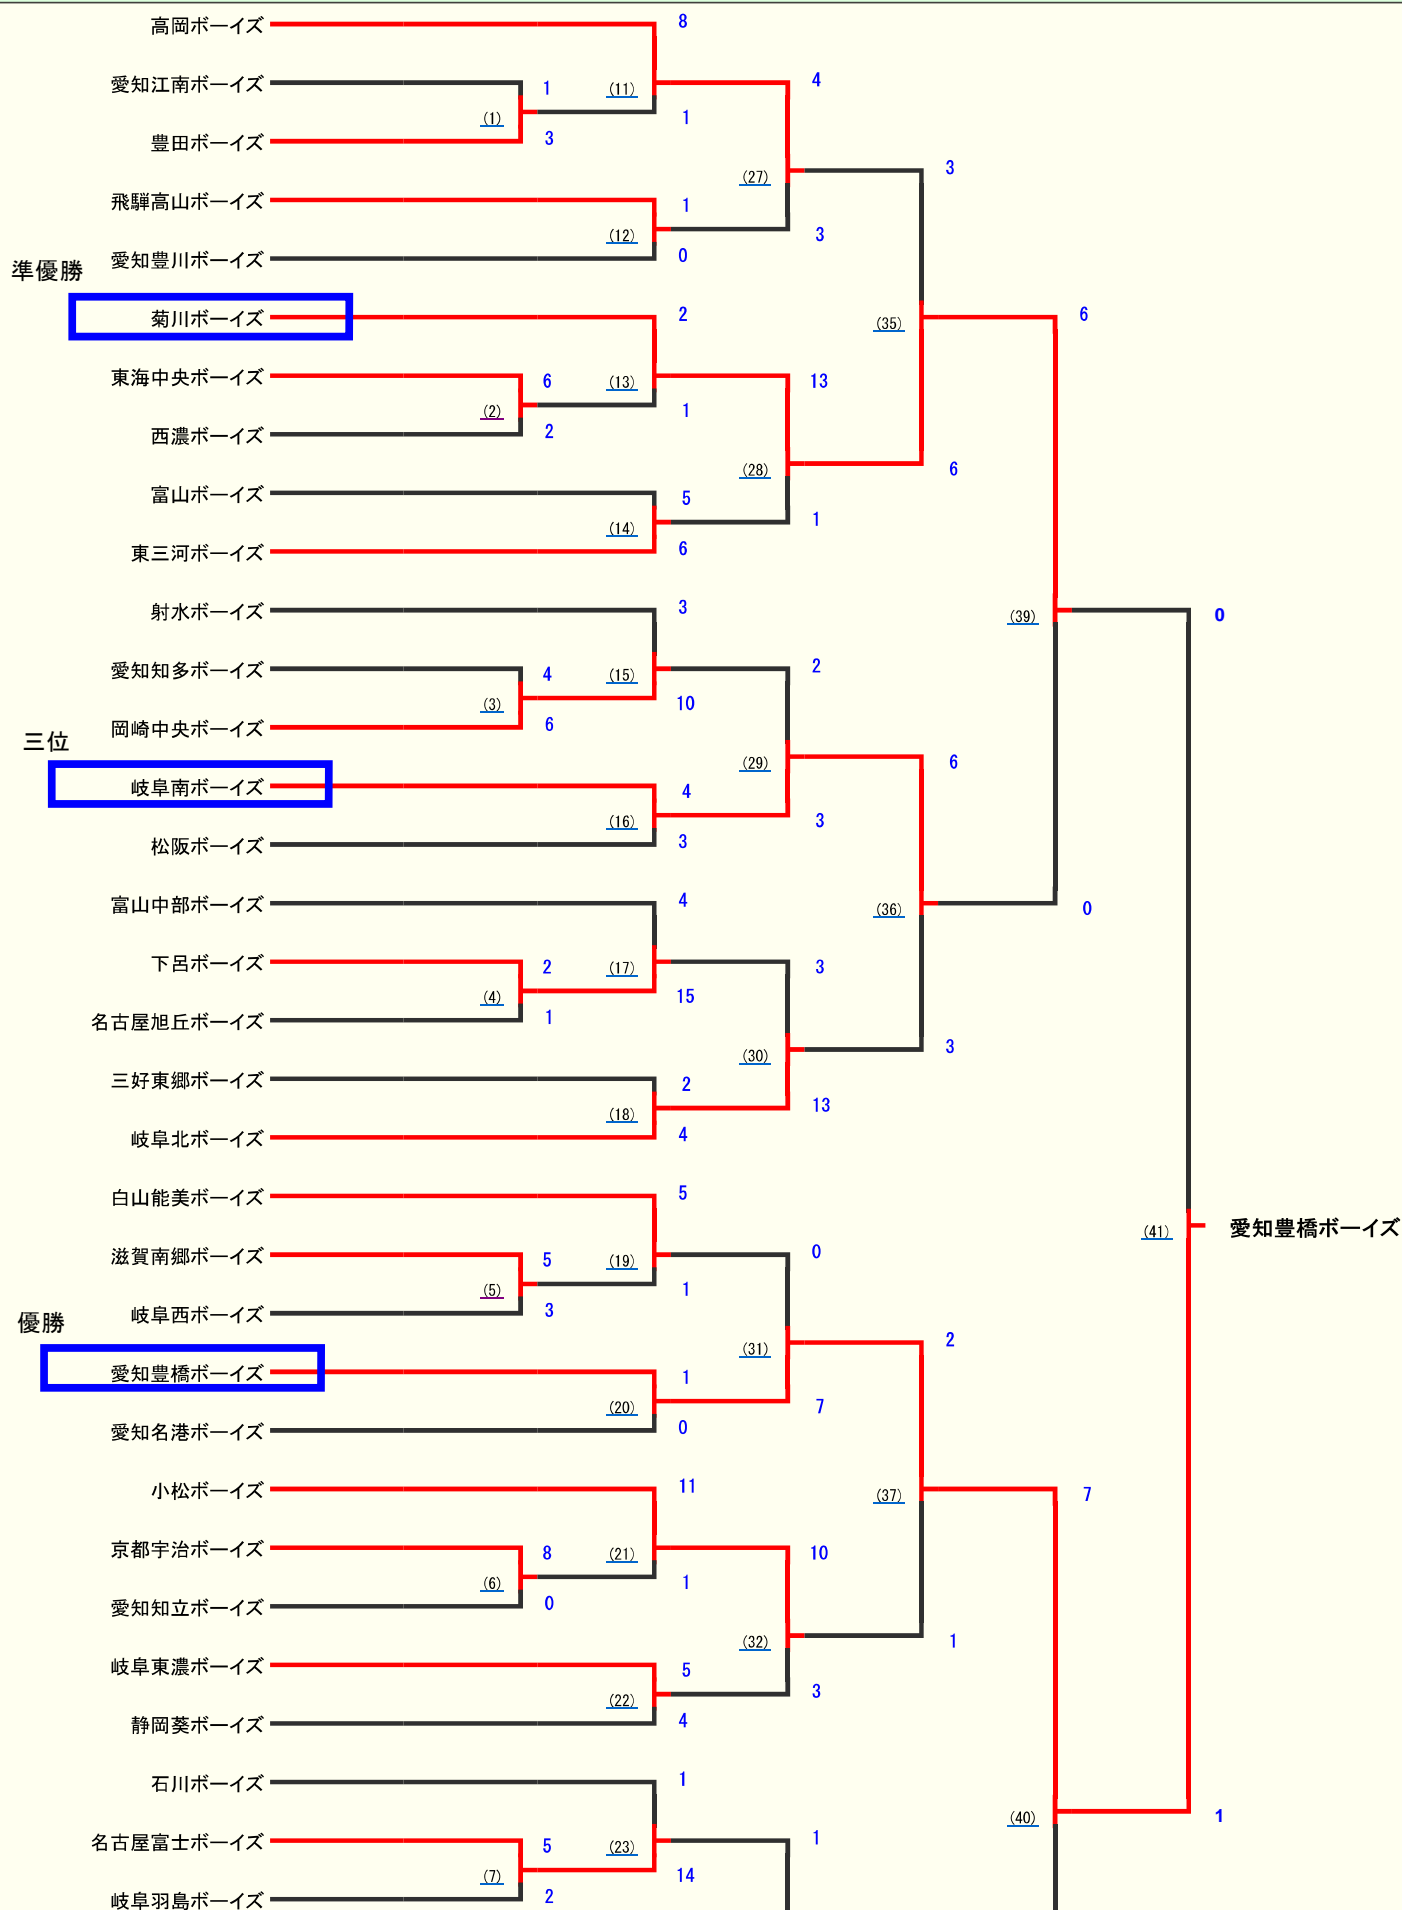 高岡ボーイズ 8
愛知江南ボーイズ 1 (11) 4
(1) 1
豊田ボーイズ 3
(27) 3
飛騨高山ボーイズ 1
(12) 3
愛知豊川ボーイズ 0
準優勝
菊川ボーイズ 2 (35) 6
東海中央ボーイズ 6 (13) 13
(2) 1
西濃ボーイズ 2
(28) 6
富山ボーイズ 5
(14) 1
東三河ボーイズ 6
射水ボーイズ 3 (39) 0
愛知知多ボーイズ 4 (15) 2
(3) 10
岡崎中央ボーイズ 6
三位
(29) 6
岐阜南ボーイズ 4
(16) 3
松阪ボーイズ 3
富山中部ボーイズ 4 (36) 0
下呂ボーイズ 2 (17) 3
(4) 15
名古屋旭丘ボーイズ 1
(30) 3
三好東郷ボーイズ 2
(18) 13
岐阜北ボーイズ 4
白山能美ボーイズ 5
(41) 愛知豊橋ボーイズ
滋賀南郷ボーイズ 5 (19) 0
(5) 1
岐阜西ボーイズ 3
優勝
(31) 2
愛知豊橋ボーイズ 1
(20) 7
愛知名港ボーイズ 0
小松ボーイズ 11 (37) 7
京都宇治ボーイズ 8 (21) 10
(6) 1
愛知知立ボーイズ 0
(32) 1
岐阜東濃ボーイズ 5
(22) 3
静岡葵ボーイズ 4
石川ボーイズ 1
(40) 1
名古屋富士ボーイズ 5 (23) 1
(7) 14
岐阜羽島ボーイズ 2